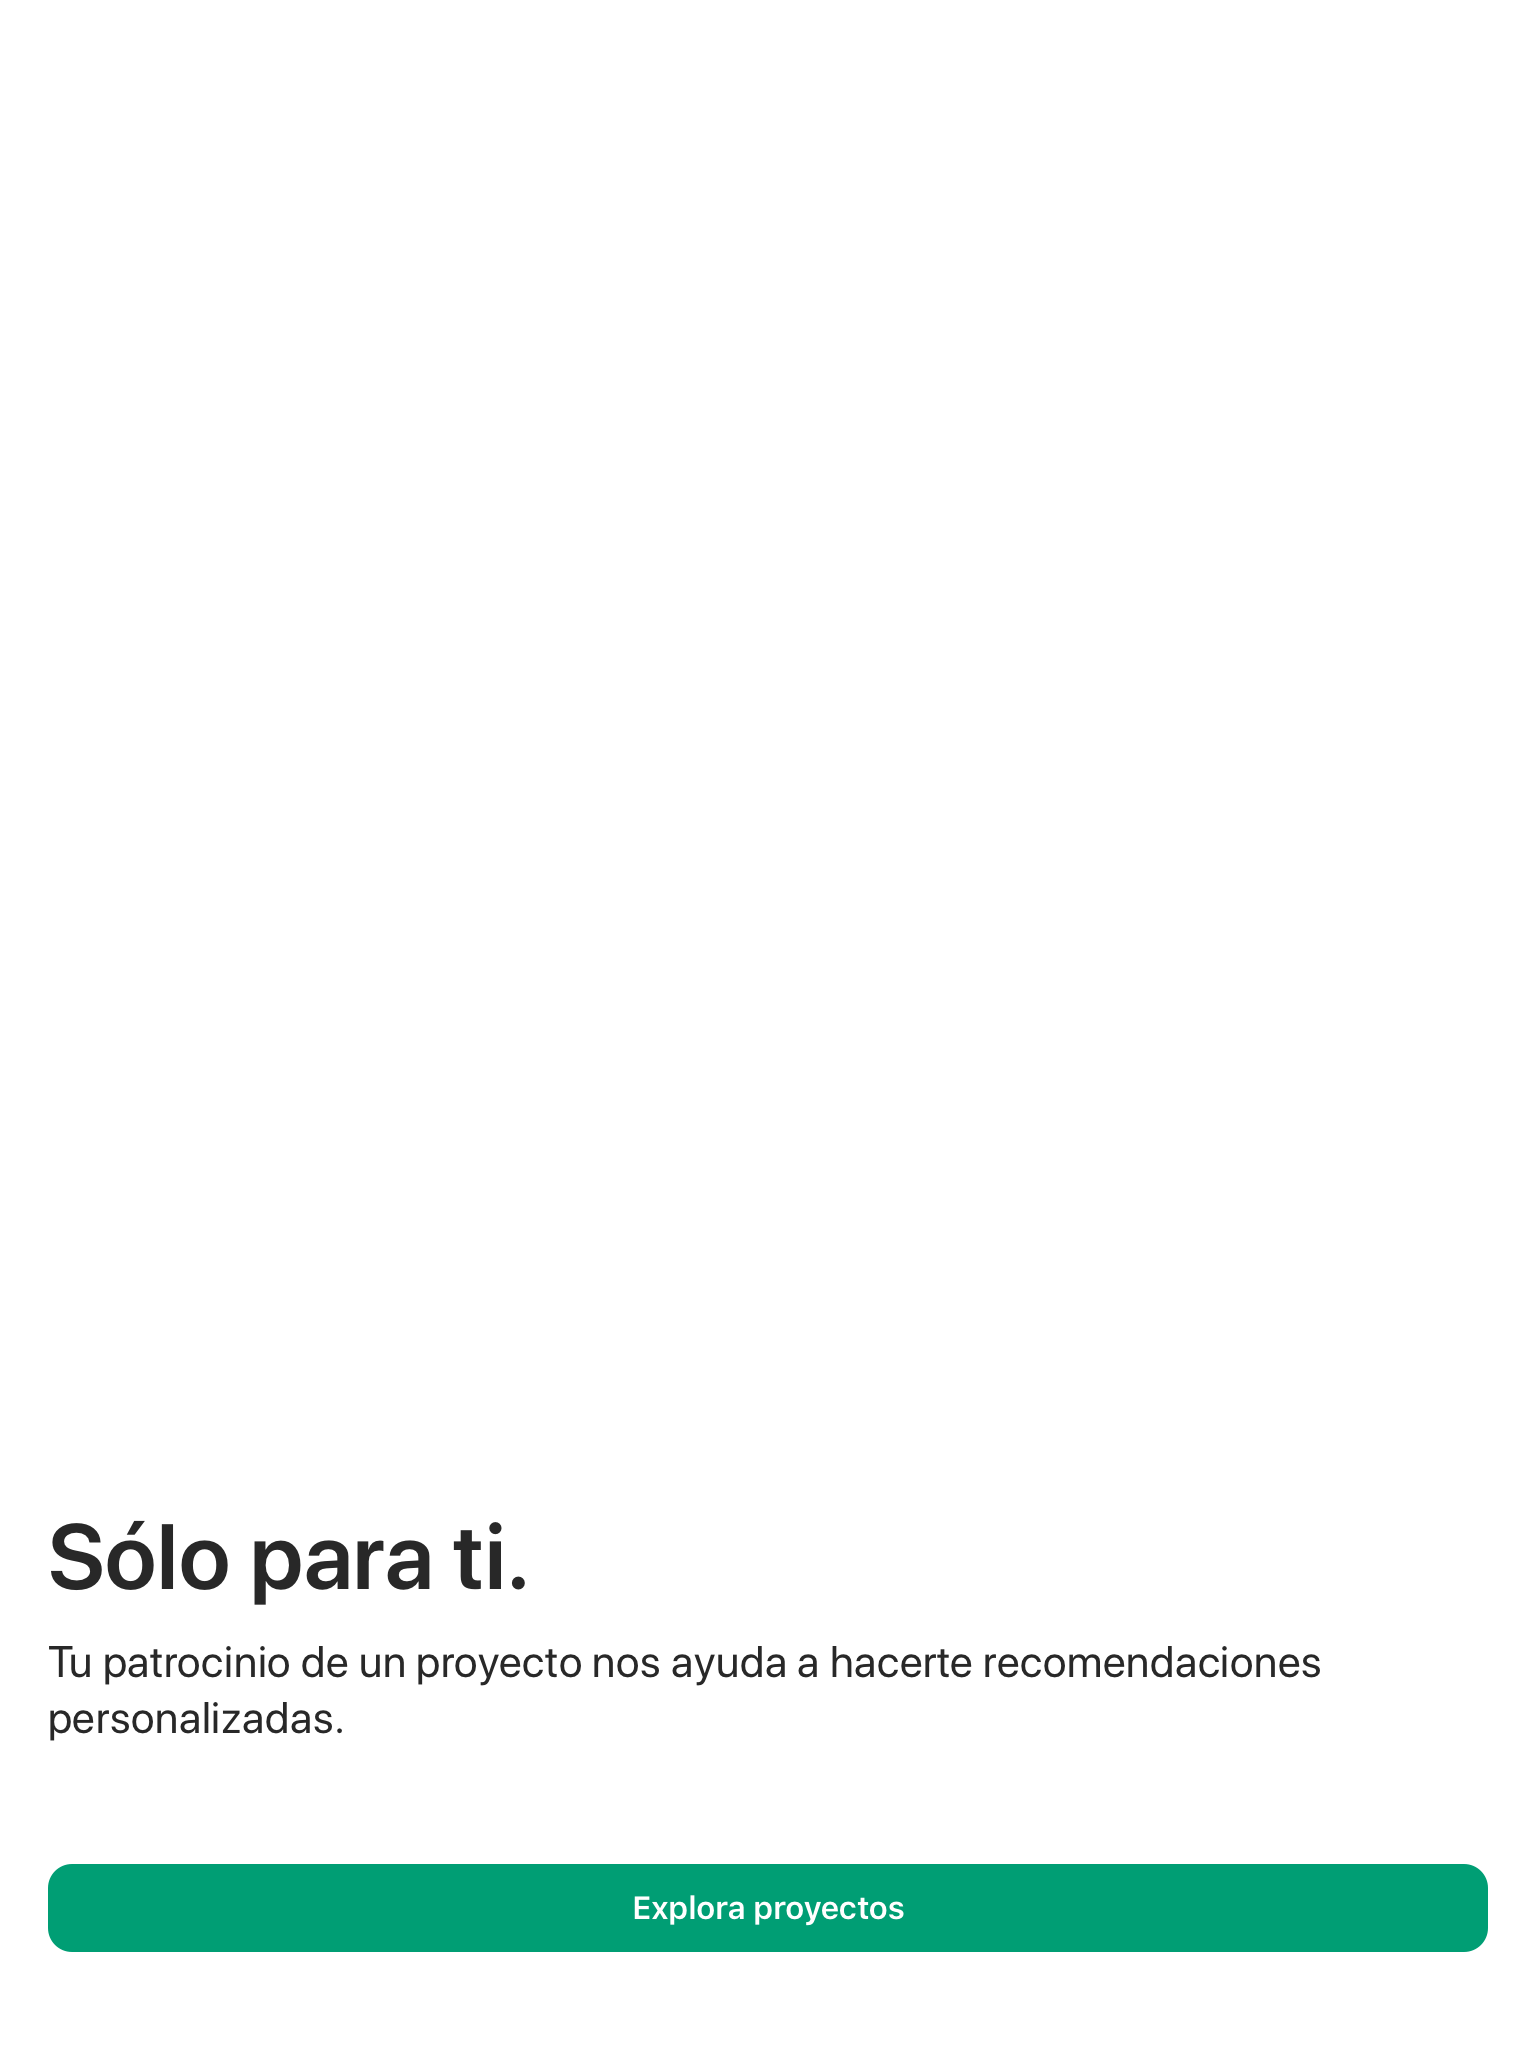 Sólo para ti.
Tu patrocinio de un proyecto nos ayuda a hacerte recomendaciones
personalizadas.
Explora proyectos